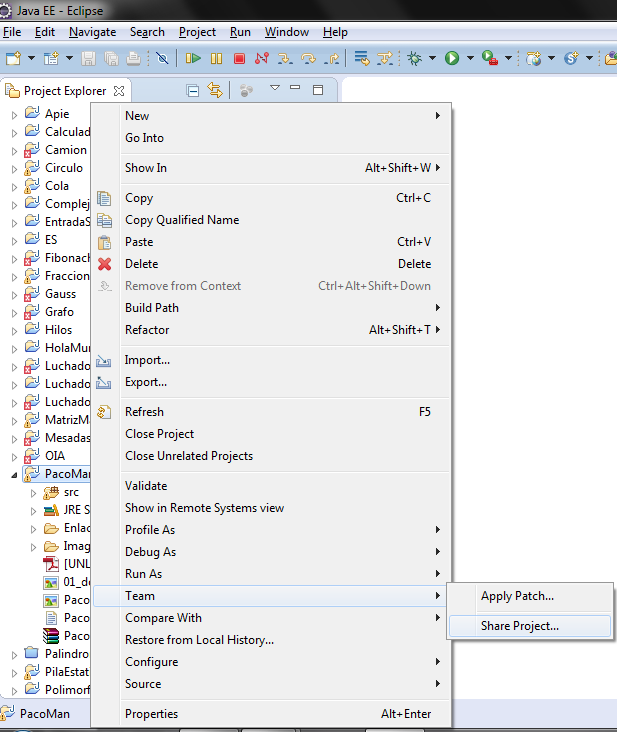 Java EE - Eclipse
File Edit Navigate Search Project Run Window Help
Project Explorer
Apie
Calculad
Camion
Circulo
Cola
Complej
EntradaS
ES
Fibonach
Fraccion
Gauss
Grafo
Hilos
HolaMur
Luchado
Luchado
Luchado
MatrizMa
Mesadas
OIA
PacoMan
src
JRE S
Enlac
Imag
[UNL
01_de
Paco
Paco
Paco
Palindro
PilaEstat
Polimorf
PacoMan
New
Go Into
Show In Alt+Shift+W
Copy Ctrl+C
Copy Qualified Name
Paste Ctrl+V
Delete Delete
Remove from Context Ctrl+Alt+Shift+Down
Build Path
Refactor Alt+Shift+T
Import...
Export...
Refresh F5
Close Project
Close Unrelated Projects
Validate
Show in Remote Systems view
Profile As
Debug As
Run As
Team
Compare With
Restore from Local History...
Configure
Source
Properties Alt+Enter
Apply Patch...
Share Project...